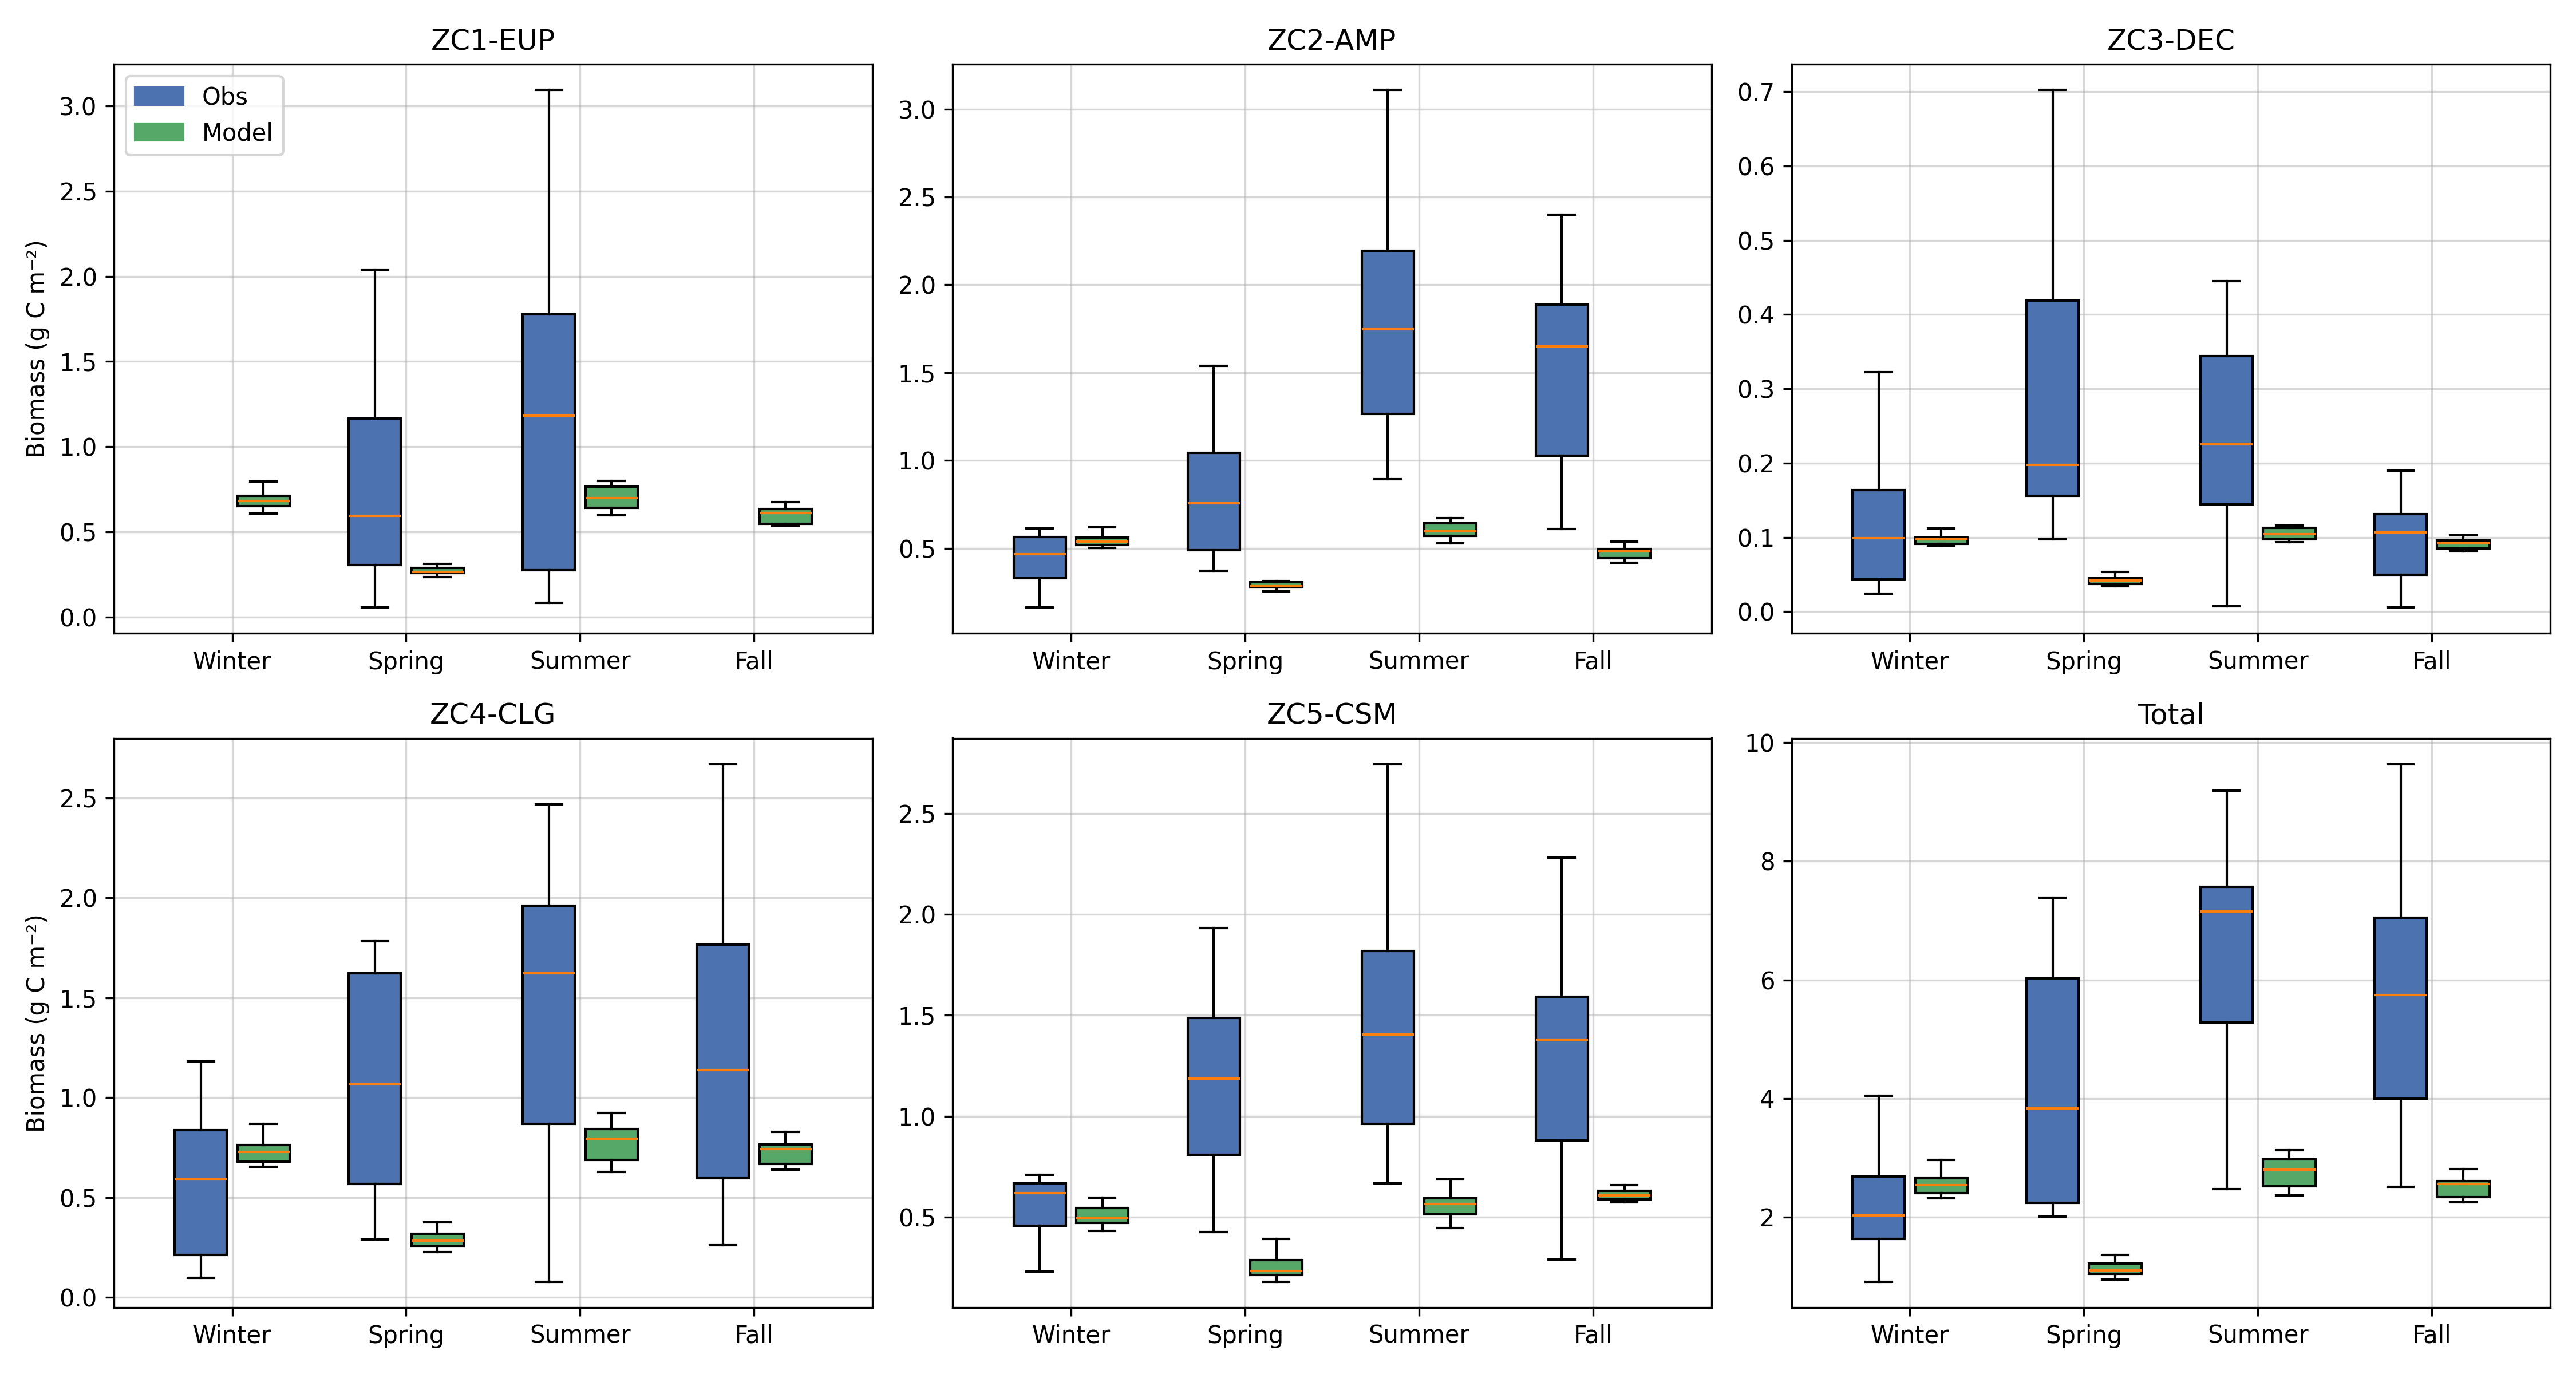 ZC1-EUP
ZC2-AMP
ZC3-DEC
Obs
Model
Biomass (g C m⁻²)
3.0
2.5
2.0
1.5
1.0
0.5
0.0
Winter Spring Summer Fall
3.0
2.5
2.0
1.5
1.0
0.5
Winter Spring Summer Fall
0.7
0.6
0.5
0.4
0.3
0.2
0.1
0.0
Winter Spring Summer Fall
ZC4-CLG
ZC5-CSM
Total
Biomass (g C m⁻²)
2.5
2.0
1.5
1.0
0.5
0.0
Winter Spring Summer Fall
2.5
2.0
1.5
1.0
0.5
Winter Spring Summer Fall
10
8
6
4
2
Winter Spring Summer Fall